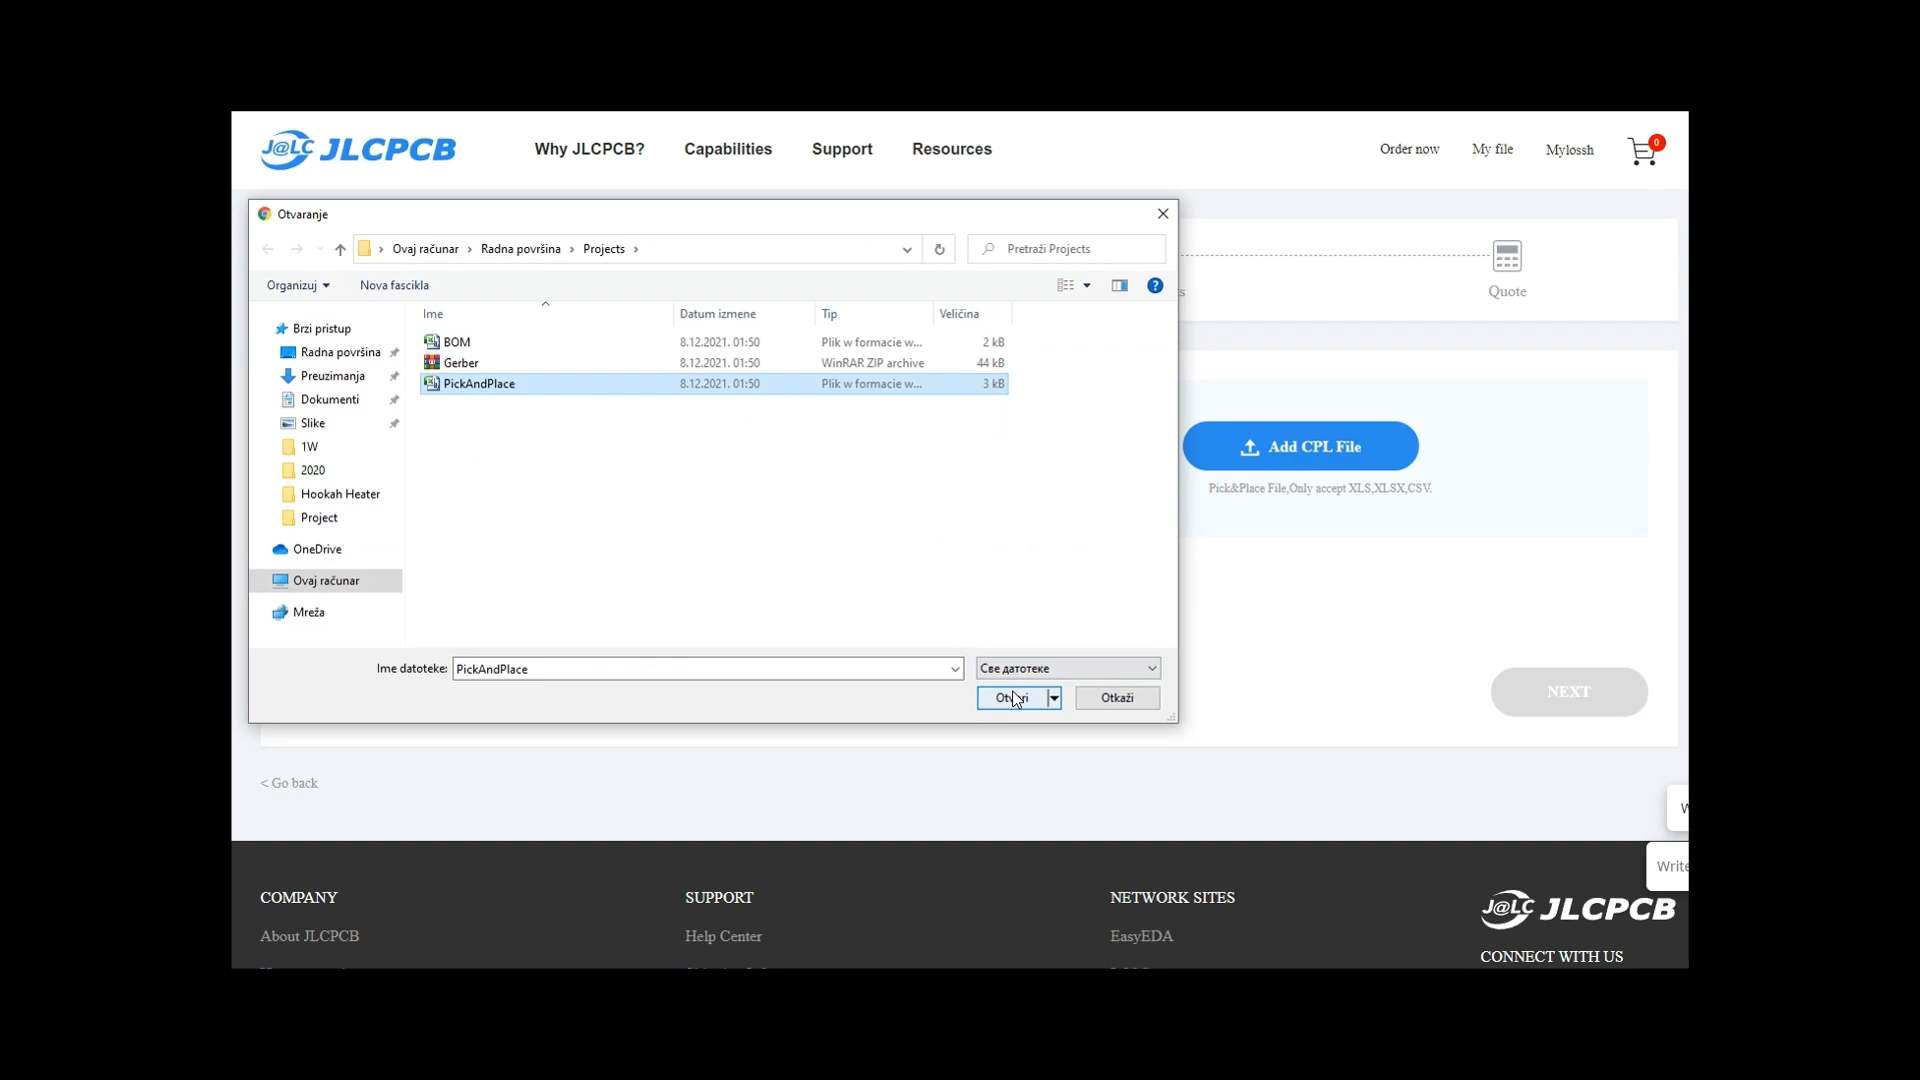 J@LC JLCPCB
Why JLCPCB? Capabilities Support Resources
Order now My file Mylossh 0
Otvaranje
Ovaj računar Radna površina Projects
Pretraži Projects
Organizuj Nova fascikla
Ime Datum izmene Tip Veličina
BOM 8.12.2021. 01:50 Plik w formacie w... 2 kB
Gerber 8.12.2021. 01:50 WinRAR ZIP archive 44 kB
PickAndPlace 8.12.2021. 01:50 Plik w formacie w... 3 kB
Brzi pristup
Radna površina
Preuzimanja
Dokumenti
Slike
1W
2020
Hookah Heater
Project
OneDrive
Ovaj računar
Mreža
Ime datoteke: PickAndPlace
Све датотеке
Otvori
Otkaži
Quote
Add CPL File
Pick&Place File,Only accept XLS,XLSX,CSV.
NEXT
< Go back
Write
COMPANY
About JLCPCB
SUPPORT
Help Center
NETWORK SITES
EasyEDA
J@LC JLCPCB
CONNECT WITH US